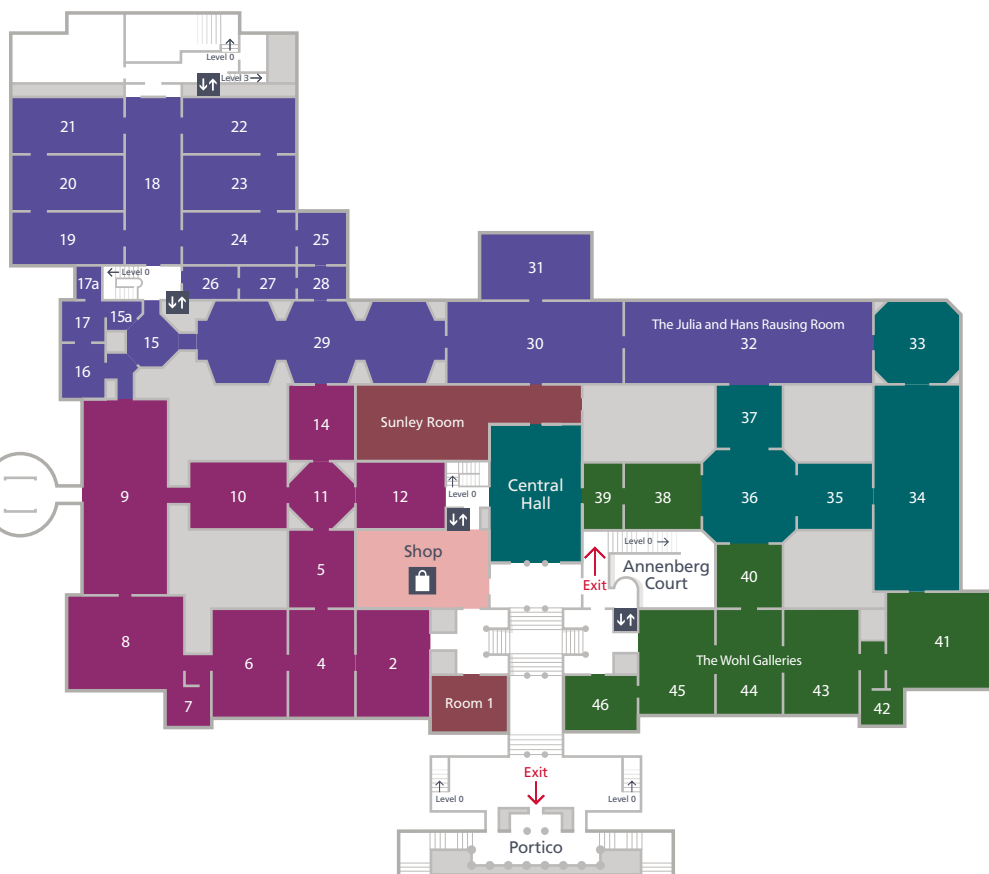 Level 0
Level 3
21
22
20
18
23
19
24
25
17a
Level 0
26
27
28
31
17
15a
15
29
30
The Julia and Hans Rausing Room
32
33
16
14
Sunley Room
37
9
10
11
12
Level 0
Central
Hall
39
38
36
35
34
5
Shop
Exit
Level 0
Annenberg
Court
40
8
6
4
2
The Wohl Galleries
41
7
Room 1
46
45
44
43
42
Exit
Level 0
Level 0
Portico